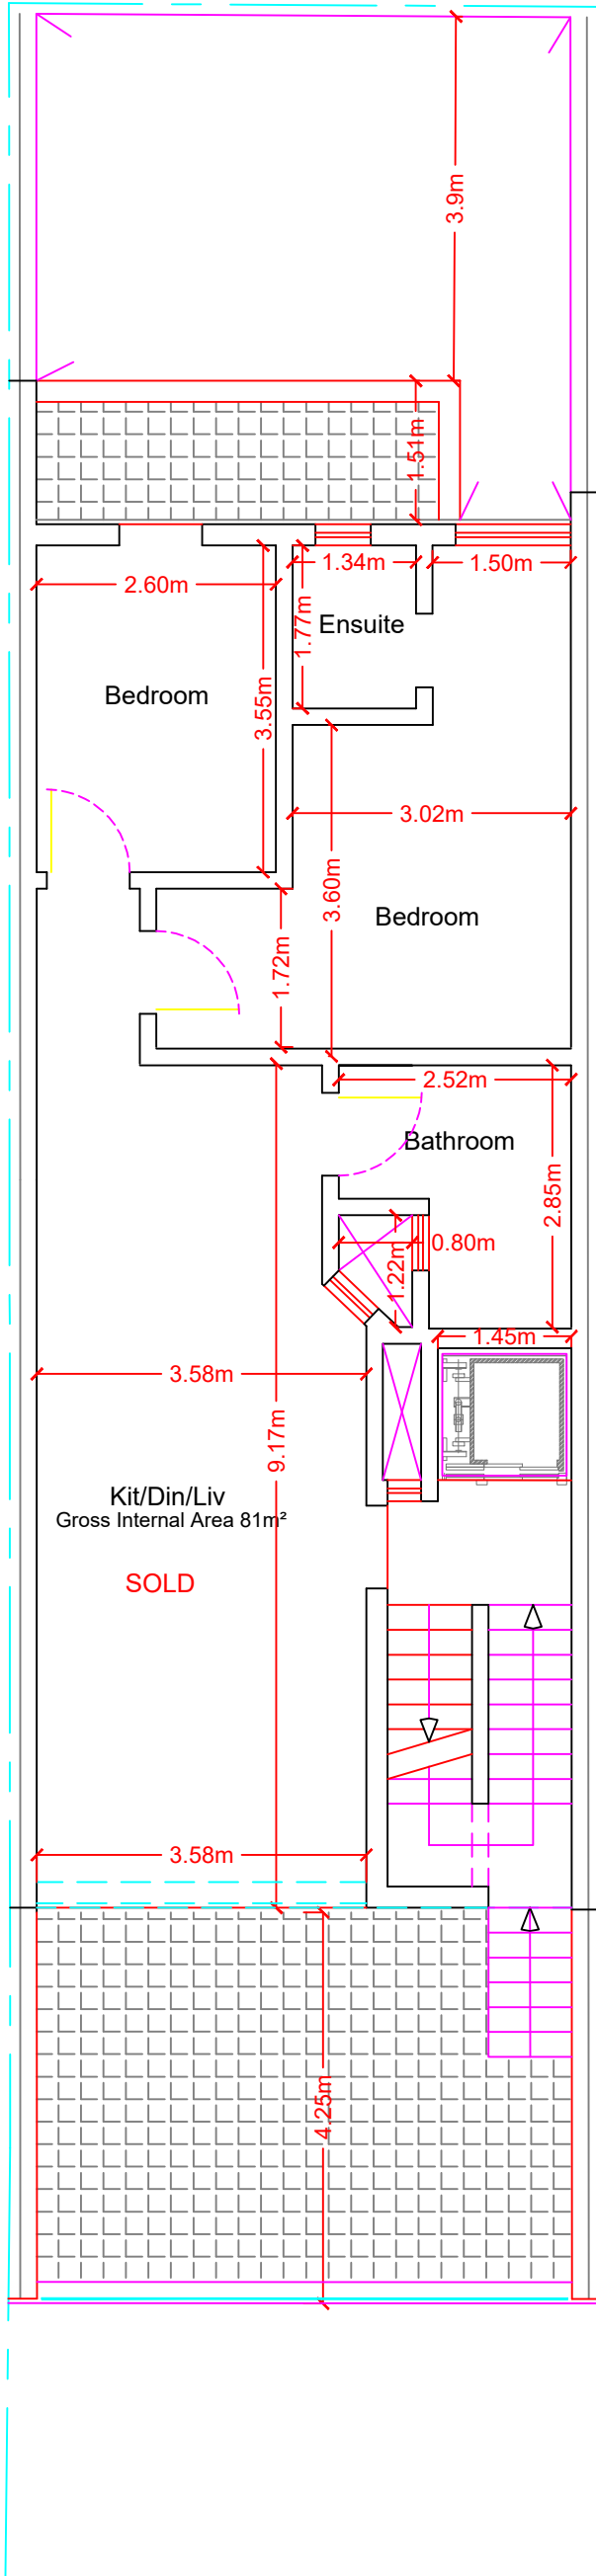 3.9m
1.51m
1.34m
1.50m
2.60m
1.77m
Ensuite
3.55m
Bedroom
3.02m
3.60m
Bedroom
1.72m
2.52m
Bathroom
2.85m
1.22m
0.80m
1.45m
3.58m
9.17m
Kit/Din/Liv
Gross Internal Area 81m²
SOLD
3.58m
4.25m